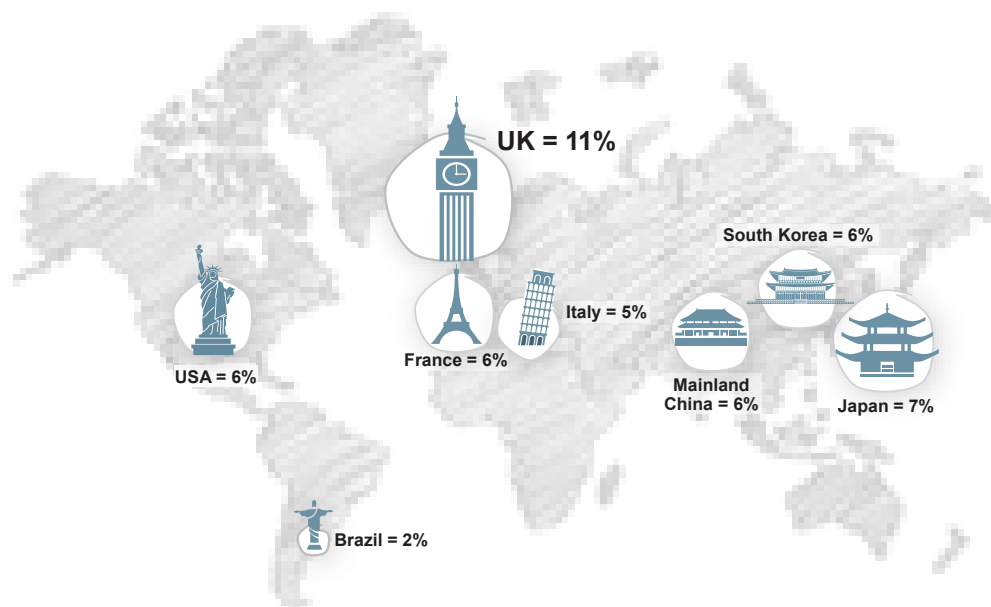 UK = 11%
South Korea = 6%
Italy = 5%
France = 6%
USA = 6%
Mainland
China = 6%
Japan = 7%
Brazil = 2%